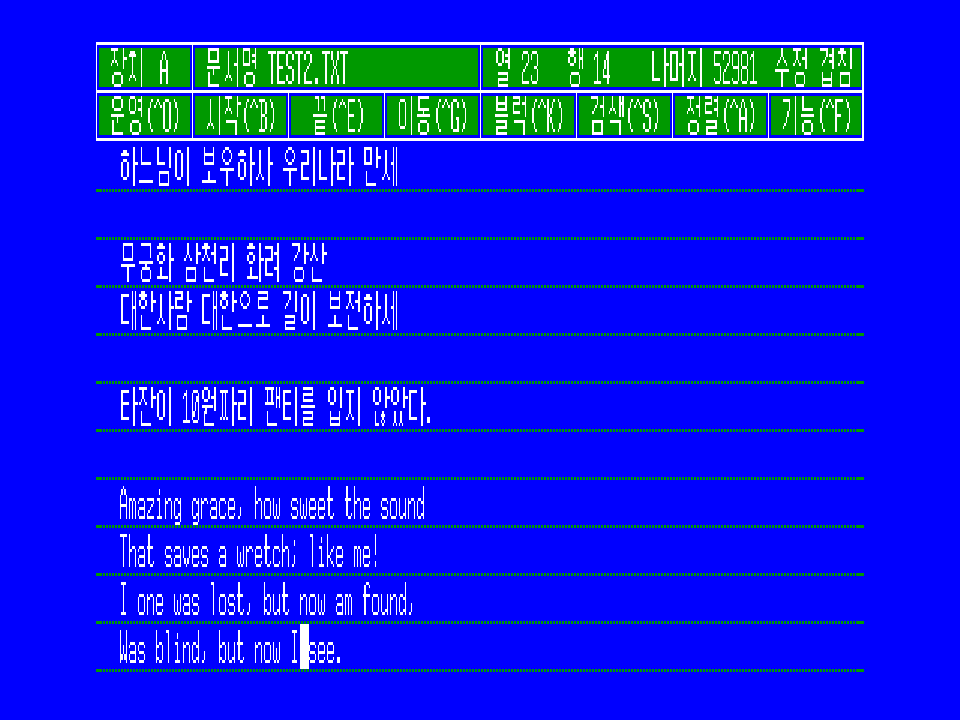 장치 A 문서명 TEST2.TXT 열 23 행 14 나머지 52981 수정 겹침
운영(^O) 시작(^B) 끝(^E) 이동(^G) 블럭(^K) 검색(^S) 정렬(^A) 기능(^F)
하느님이 보우하사 우리나라 만세
무궁화 삼천리 화려 강산
대한사람 대한으로 길이 보전하세
타잔이 10원짜리 팬티를 입지 않았다.
Amazing grace, how sweet the sound
That saves a wretch; like me!
I one was lost, but now am found,
Was blind, but now I see.